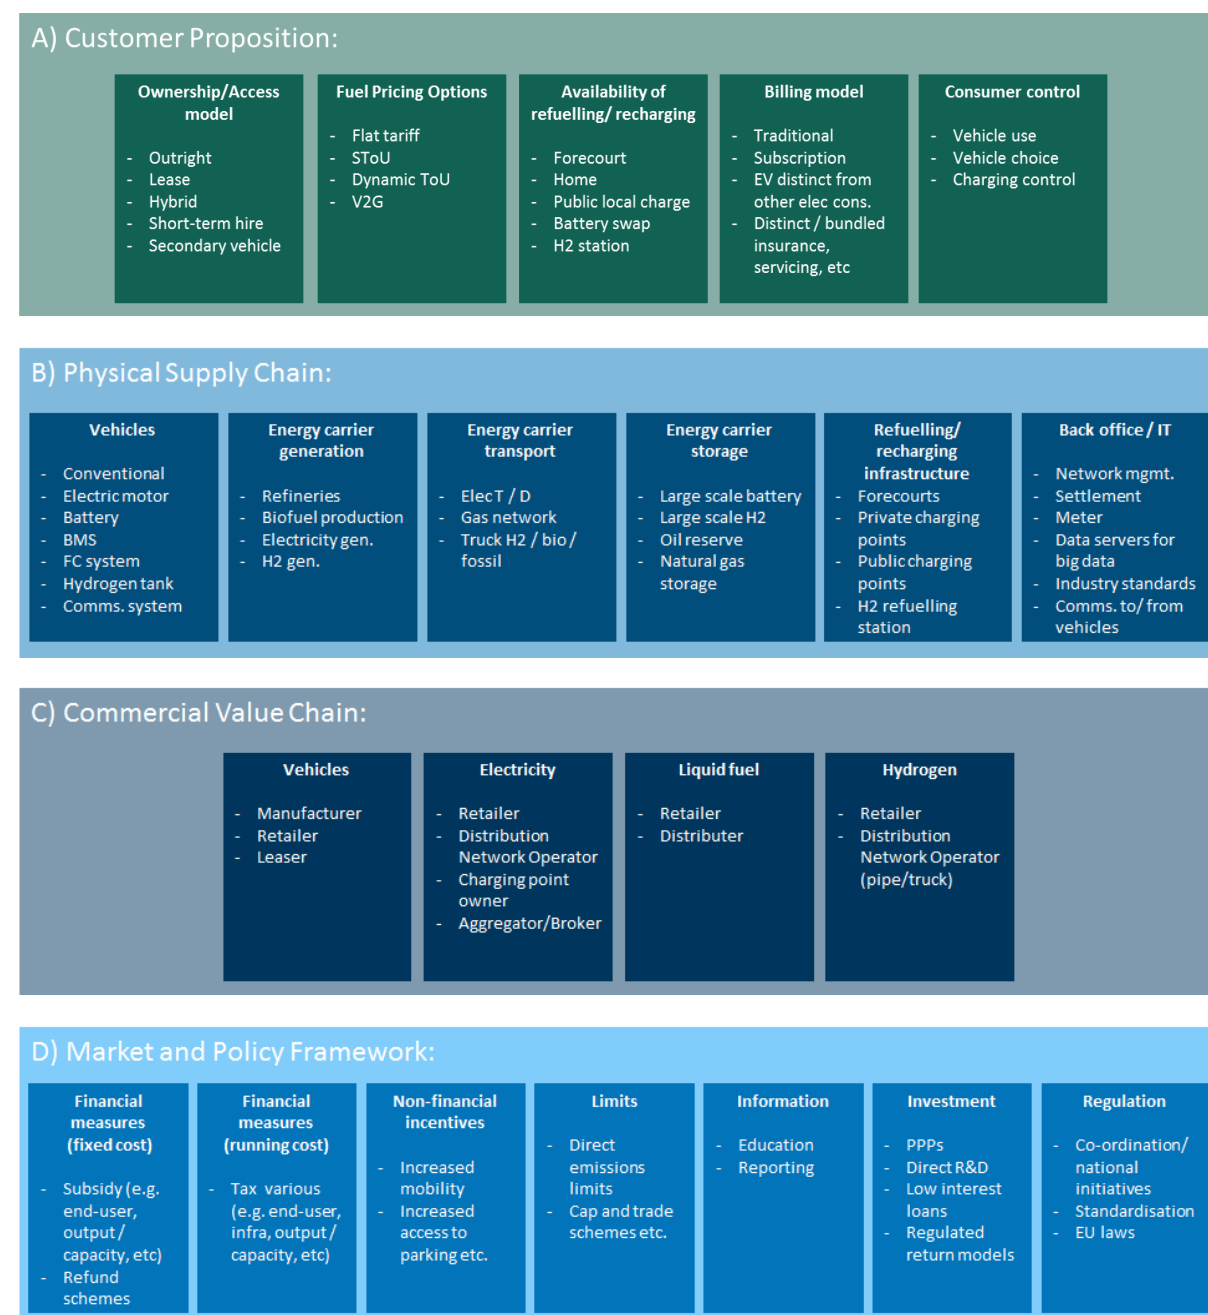 A) Customer Proposition:
Ownership/Access
model
- Outright
- Lease
- Hybrid
- Short-term hire
- Secondary vehicle
Fuel Pricing Options
- Flat tariff
- SToU
- Dynamic ToU
- V2G
Availability of
refuelling/ recharging
- Forecourt
- Home
- Public local charge
- Battery swap
- H2 station
Billing model
- Traditional
- Subscription
- EV distinct from
other elec cons.
- Distinct / bundled
insurance,
servicing, etc
Consumer control
- Vehicle use
- Vehicle choice
- Charging control
B) Physical Supply Chain:
Vehicles
- Conventional
- Electric motor
- Battery
- BMS
- FC system
- Hydrogen tank
- Comms. system
Energy carrier
generation
- Refineries
- Biofuel production
- Electricity gen.
- H2 gen.
Energy carrier
transport
- Elec T / D
- Gas network
- Truck H2 / bio /
fossil
Energy carrier
storage
- Large scale battery
- Large scale H2
- Oil reserve
- Natural gas
storage
Refuelling/
recharging
infrastructure
- Forecourts
- Private charging
points
- Public charging
points
- H2 refuelling
station
Back office / IT
- Network mgmt.
- Settlement
- Meter
- Data servers for
big data
- Industry standards
- Comms. to/ from
vehicles
C) Commercial Value Chain:
Vehicles
- Manufacturer
- Retailer
- Leaser
Electricity
- Retailer
- Distribution
Network Operator
- Charging point
owner
- Aggregator/Broker
Liquid fuel
- Retailer
- Distributer
Hydrogen
- Retailer
- Distribution
Network Operator
(pipe/truck)
D) Market and Policy Framework:
Financial
measures
(fixed cost)
- Subsidy (e.g.
end-user,
output /
capacity, etc)
- Refund
schemes
Financial
measures
(running cost)
- Tax various
(e.g. end-user,
infra, output /
capacity, etc)
Non-financial
incentives
- Increased
mobility
- Increased
access to
parking etc.
Limits
- Direct
emissions
limits
- Cap and trade
schemes etc.
Information
- Education
- Reporting
Investment
- PPPs
- Direct R&D
- Low interest
loans
- Regulated
return models
Regulation
- Co-ordination/
national
initiatives
- Standardisation
- EU laws